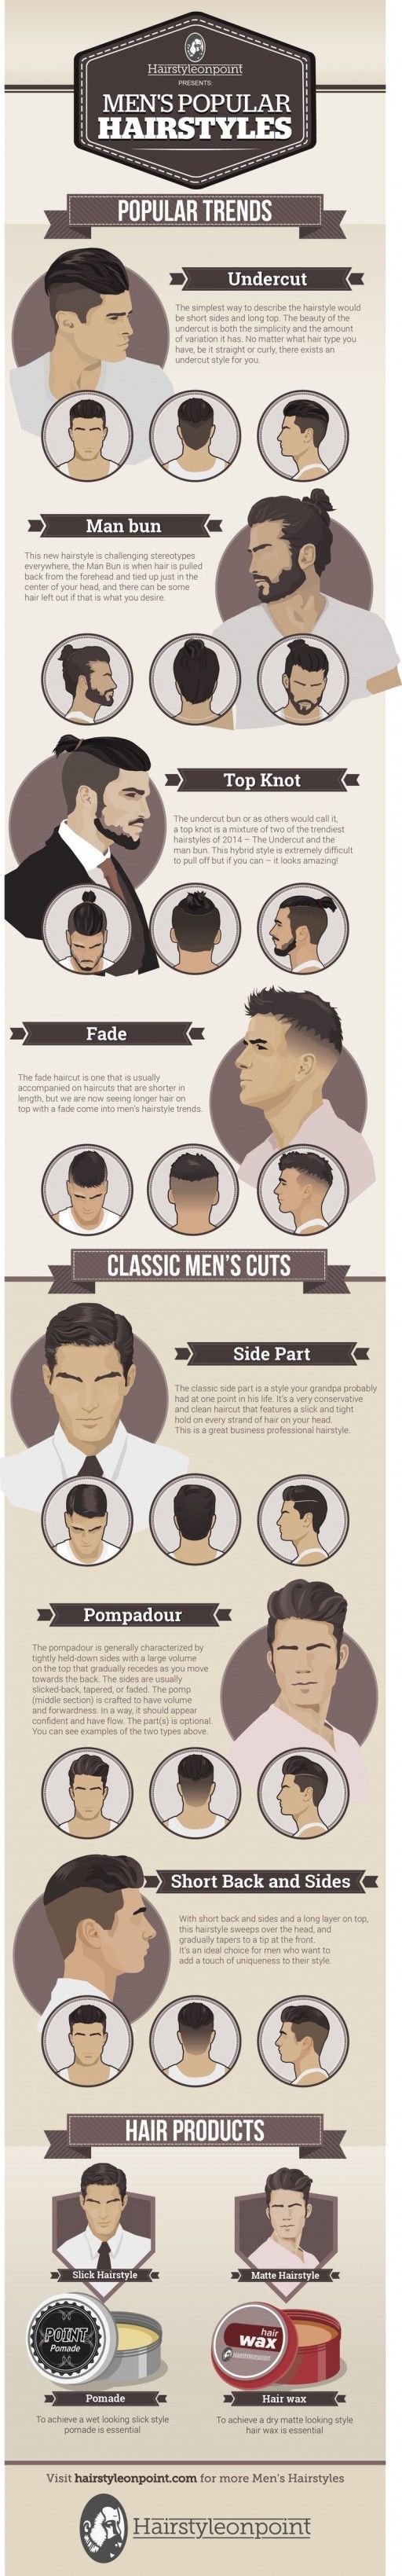 Hairstyleonpoint
PRESENTS:
MEN'S POPULAR
HAIRSTYLES
POPULAR TRENDS
Undercut
The simplest way to describe the hairstyle would
be short sides and long top. The beauty of the
undercut is both the simplicity and the amount
of variation it has. No matter what hair type you
have, be it straight or curly, there exists an
undercut style for you.
Man bun
This new hairstyle is challenging stereotypes
everywhere, the Man Bun is when hair is pulled
back from the forehead and tied up just in the
center of your head, and there can be some
hair left out if that is what you desire.
Top Knot
The undercut bun or as others would call it,
a top knot is a mixture of two of the trendiest
hairstyles of 2014 – The Undercut and the
man bun. This hybrid style is extremely difficult
to pull off but if you can – it looks amazing!
Fade
The fade haircut is one that is usually
accompanied on haircuts that are shorter in
length, but we are now seeing longer hair on
top with a fade come into men's hairstyle trends.
CLASSIC MEN'S CUTS
Side Part
The classic side part is a style your grandpa probably
had at one point in his life. It's a very conservative
and clean haircut that features a slick and tight
hold on every strand of hair on your head.
This is a great business professional hairstyle.
Pompadour
The pompadour is generally characterized by
tightly held-down sides with a large volume
on the top that gradually recedes as you move
towards the back. The sides are usually
slicked-back, tapered, or faded. The pomp
(middle section) is crafted to have volume
and forwardness. In a way, it should appear
confident and have flow. The part(s) is optional.
You can see examples of the two types above.
Short Back and Sides
With short back and sides and a long layer on top,
this hairstyle sweeps over the head, and
gradually tapers to a tip at the front.
It's an ideal choice for men who want to
add a touch of uniqueness to their style.
HAIR PRODUCTS
Slick Hairstyle
Matte Hairstyle
POINT
Pomade
hair
wax
Pomade
Hair wax
To achieve a wet looking slick style
pomade is essential
To achieve a dry matte looking style
hair wax is essential
Visit hairstyleonpoint.com for more Men's Hairstyles
Hairstyleonpoint